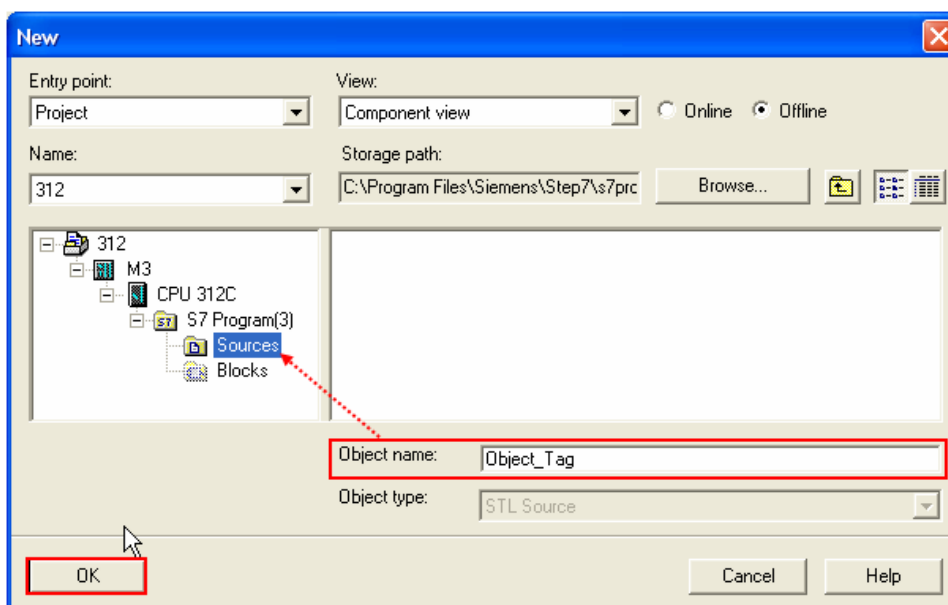 New
Entry point:
View:
Project
Component view
Online
Offline
Name:
Storage path:
312
C:\Program Files\Siemens\Step7\s7prc
Browse...
312
M3
CPU 312C
S7 Program(3)
Sources
Blocks
Object name:
Object_Tag
Object type:
STL Source
OK
Cancel
Help